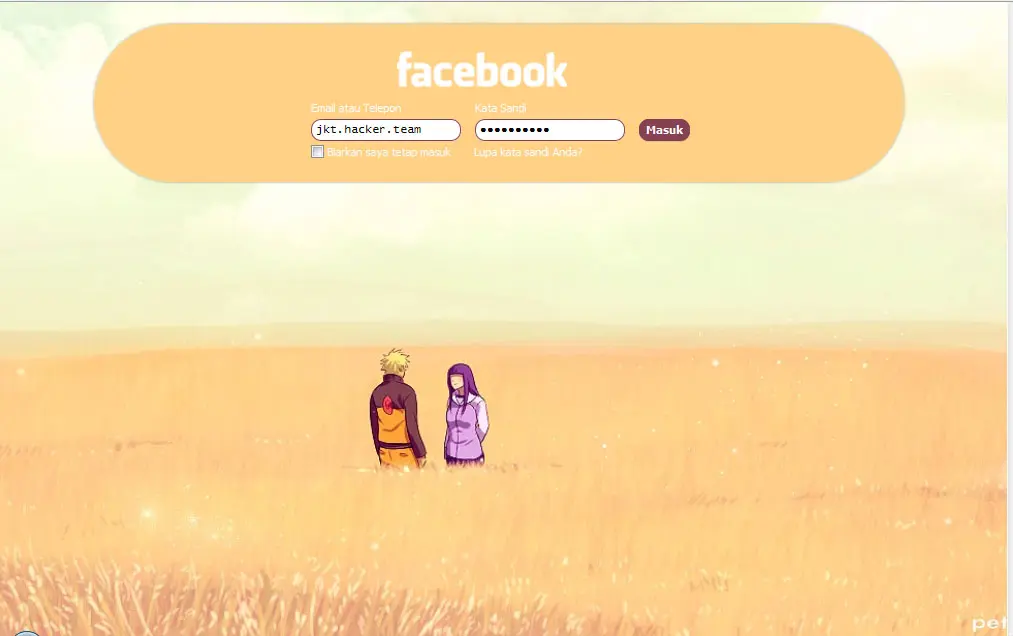 facebook
Email atau Telepon Kata Sandi
jkt.hacker.team •••••••••• Masuk
Biarkan saya tetap masuk Lupa kata sandi Anda?
pet